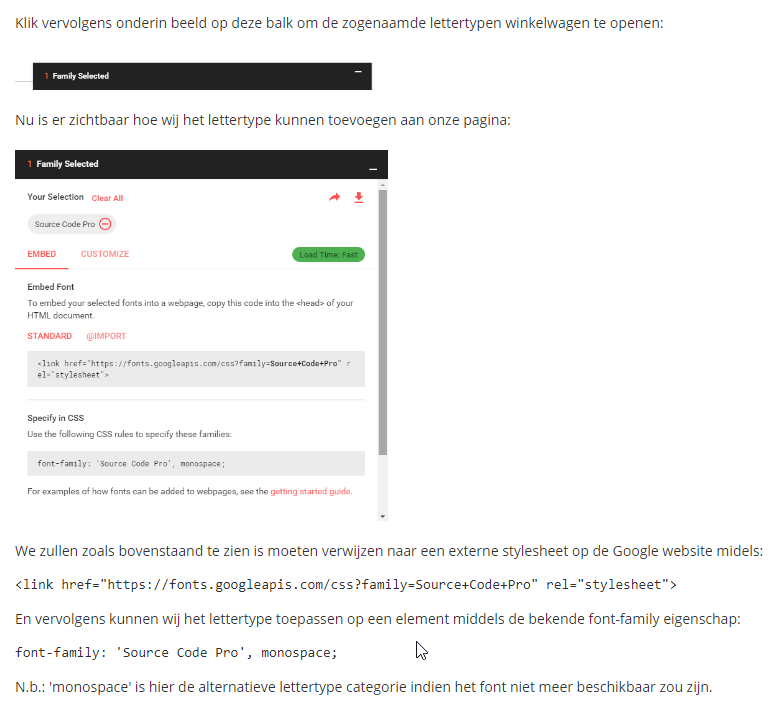 Klik vervolgens onderin beeld op deze balk om de zogenaamde lettertypen winkelwagen te openen:
1 Family Selected
Nu is er zichtbaar hoe wij het lettertype kunnen toevoegen aan onze pagina:
1 Family Selected
Your Selection Clear All
Source Code Pro
EMBED CUSTOMIZE Load Time: Fast
Embed Font
To embed your selected fonts into a webpage, copy this code into the <head> of your
HTML document.
STANDARD @IMPORT
<link href="https://fonts.googleapis.com/css?family=Source+Code+Pro" r
el="stylesheet">
Specify in CSS
Use the following CSS rules to specify these families:
font-family: 'Source Code Pro', monospace;
For examples of how fonts can be added to webpages, see the getting started guide.
We zullen zoals bovenstaand te zien is moeten verwijzen naar een externe stylesheet op de Google website midels:
<link href="https://fonts.googleapis.com/css?family=Source+Code+Pro" rel="stylesheet">
En vervolgens kunnen wij het lettertype toepassen op een element middels de bekende font-family eigenschap:
font-family: 'Source Code Pro', monospace;
N.b.: 'monospace' is hier de alternatieve lettertype categorie indien het font niet meer beschikbaar zou zijn.